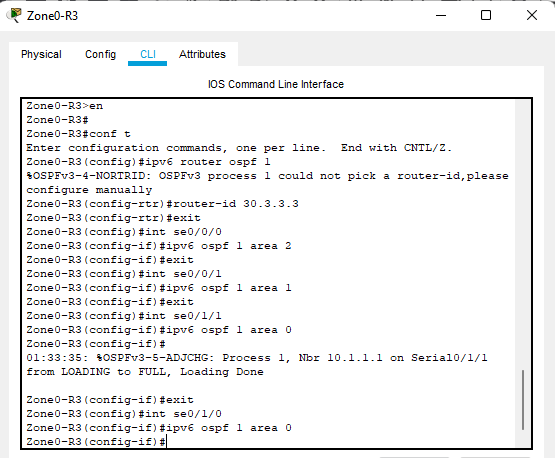 Zone0-R3
Physical Config CLI Attributes
IOS Command Line Interface
Zone0-R3>en
Zone0-R3#
Zone0-R3#conf t
Enter configuration commands, one per line.  End with CNTL/Z.
Zone0-R3(config)#ipv6 router ospf 1
%OSPFv3-4-NORTRID: OSPFv3 process 1 could not pick a router-id,please
configure manually
Zone0-R3(config-rtr)#router-id 30.3.3.3
Zone0-R3(config-rtr)#exit
Zone0-R3(config)#int se0/0/0
Zone0-R3(config-if)#ipv6 ospf 1 area 2
Zone0-R3(config-if)#exit
Zone0-R3(config)#int se0/0/1
Zone0-R3(config-if)#ipv6 ospf 1 area 1
Zone0-R3(config-if)#exit
Zone0-R3(config)#int se0/1/1
Zone0-R3(config-if)#ipv6 ospf 1 area 0
Zone0-R3(config-if)#
01:33:35: %OSPFv3-5-ADJCHG: Process 1, Nbr 10.1.1.1 on Serial0/1/1
from LOADING to FULL, Loading Done
Zone0-R3(config-if)#exit
Zone0-R3(config)#int se0/1/0
Zone0-R3(config-if)#ipv6 ospf 1 area 0
Zone0-R3(config-if)#